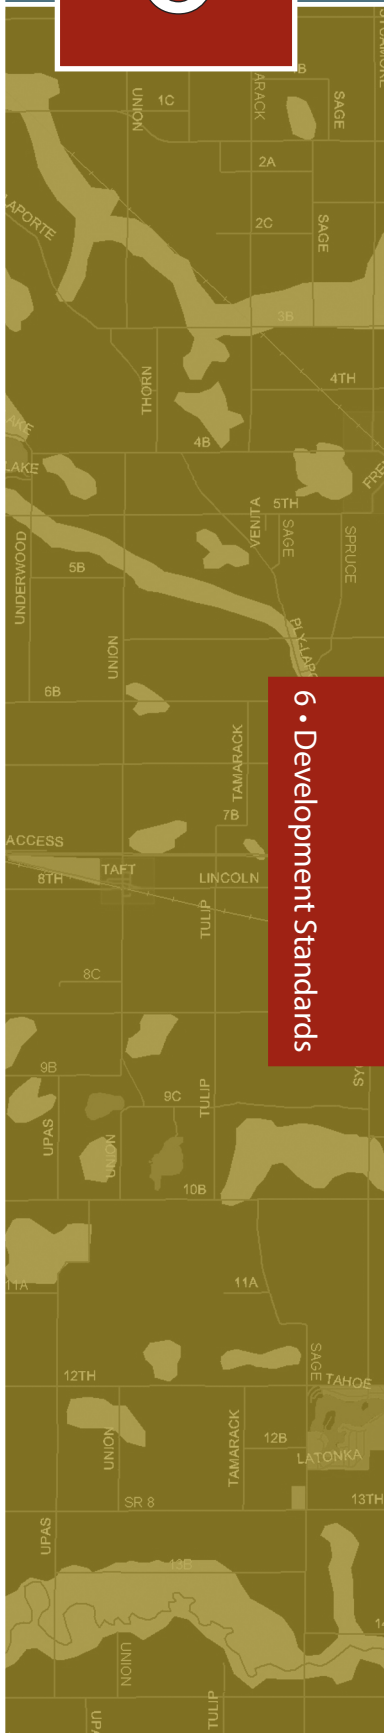 UNION
1C
SAGE
2A
LAPORTE
2C
SAGE
3B
THORN
4TH
4B
LAKE
5TH
VENITA
SAGE
SPRUCE
UNDERWOOD
5B
UNION
6B
6 • Development Standards
TAMARACK
7B
ACCESS
8TH
TAFT
LINCOLN
TULIP
8C
9B
9C
TULIP
UPAS
UNION
10B
11A
11A
12TH
SAGE
TAHOE
UNION
TAMARACK
12B
LATONKA
SR 8
13TH
UPAS
13B
UNION
TULIP